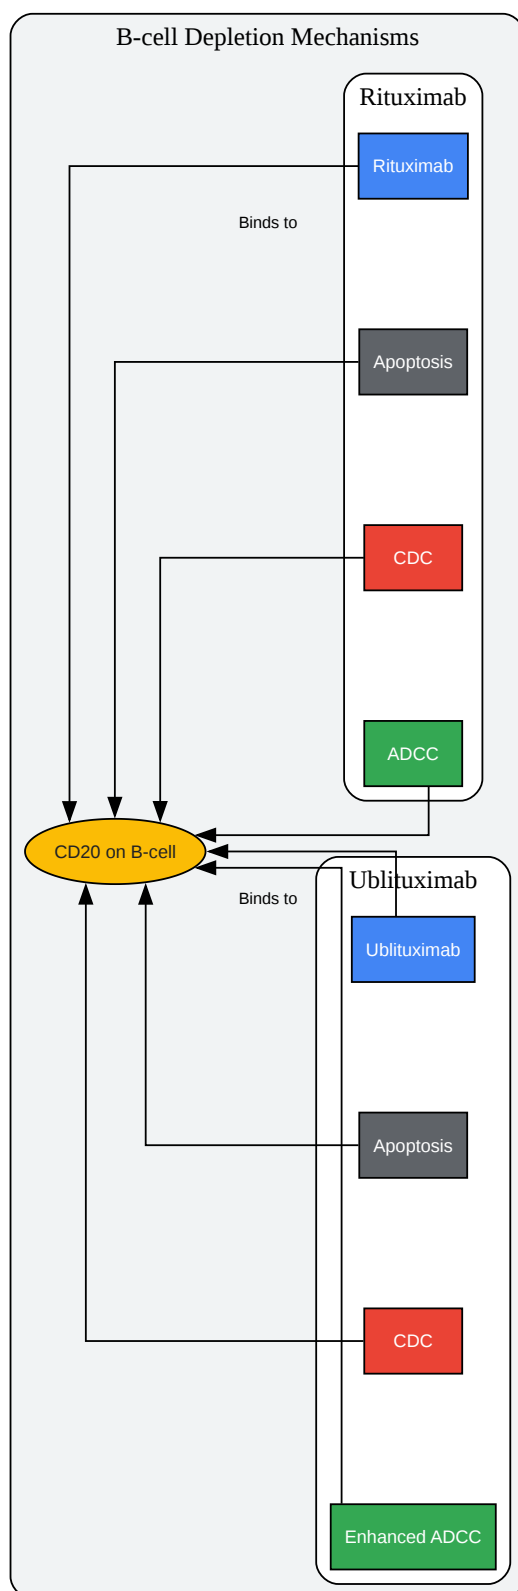 B-cell Depletion Mechanisms
Rituximab
Rituximab
Binds to
Apoptosis
CDC
ADCC
CD20 on B-cell
Ublituximab
Binds to
Ublituximab
Apoptosis
CDC
Enhanced ADCC